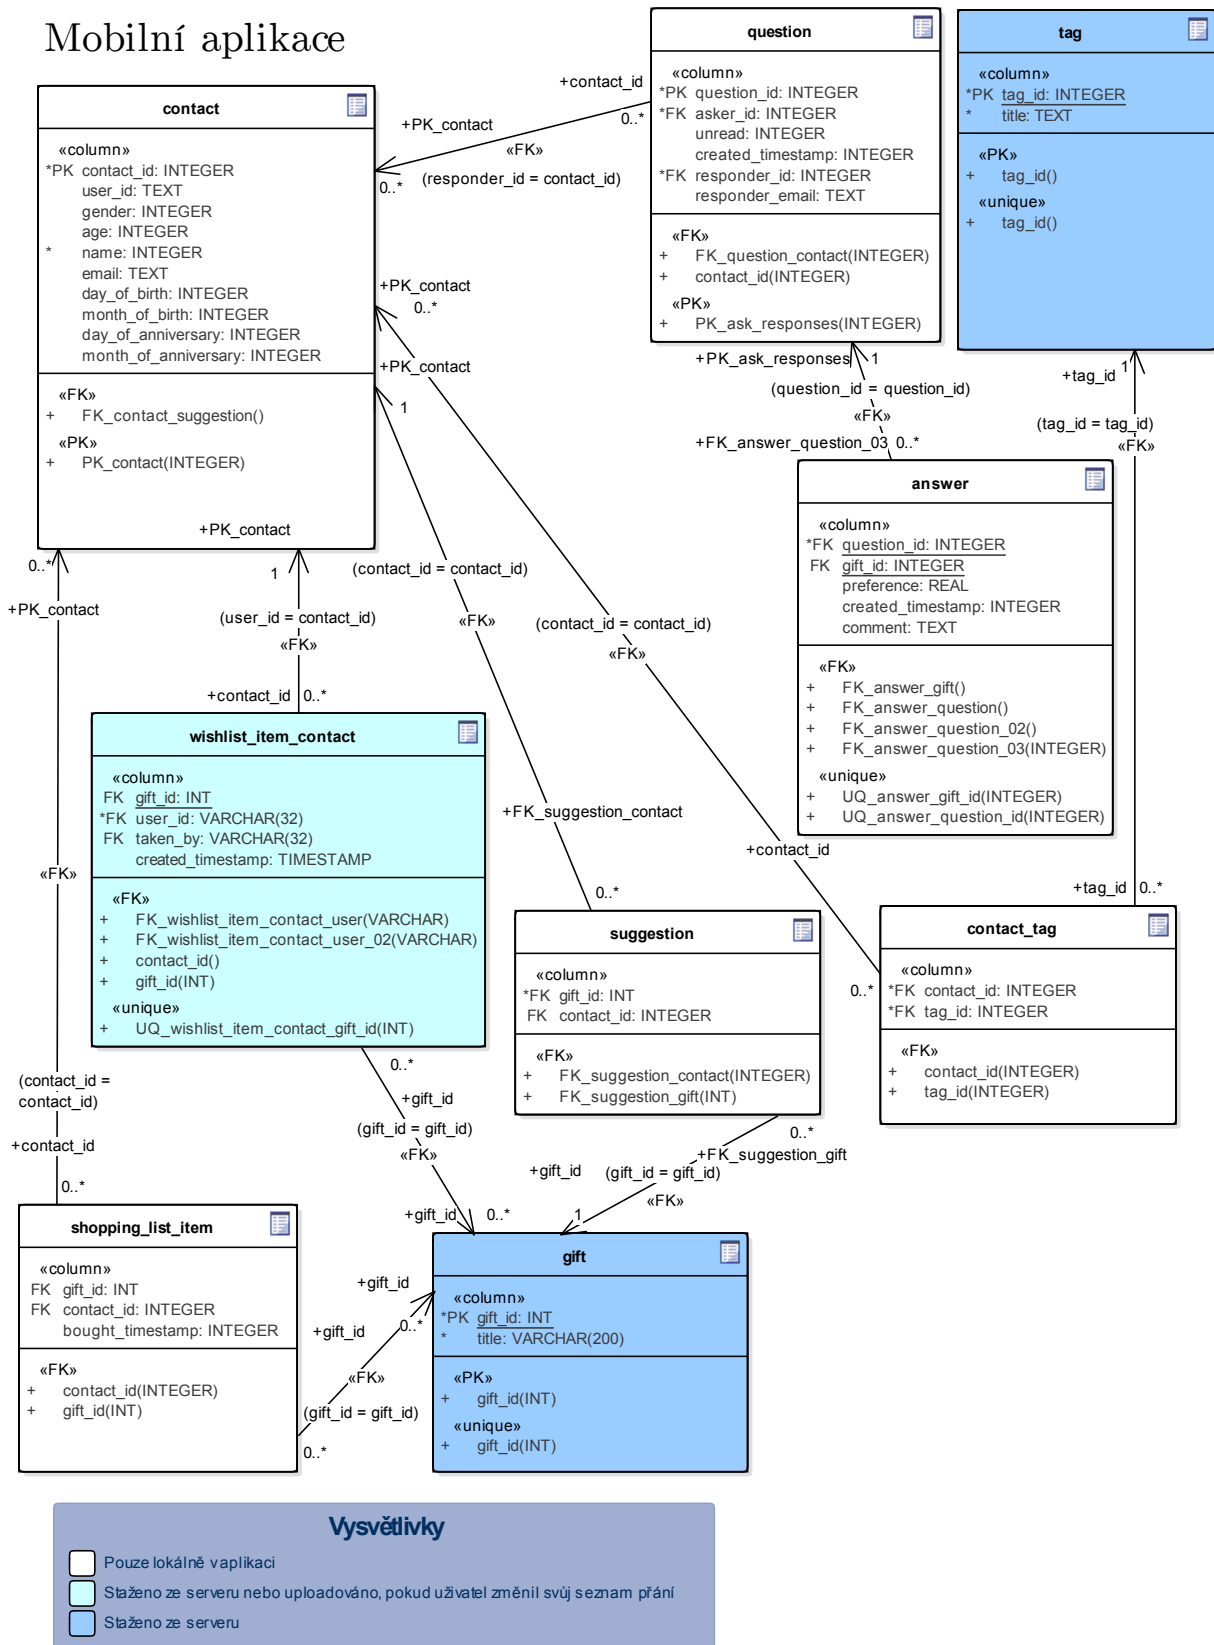 Mobilní aplikace
question
«column»
*PK question_id: INTEGER
*FK asker_id: INTEGER
unread: INTEGER
created_timestamp: INTEGER
*FK responder_id: INTEGER
responder_email: TEXT
«FK»
+ FK_question_contact(INTEGER)
+ contact_id(INTEGER)
«PK»
+ PK_ask_responses(INTEGER)
tag
«column»
*PK tag_id: INTEGER
* title: TEXT
«PK»
+ tag_id()
«unique»
+ tag_id()
contact
«column»
*PK contact_id: INTEGER
user_id: TEXT
gender: INTEGER
age: INTEGER
* name: INTEGER
email: TEXT
day_of_birth: INTEGER
month_of_birth: INTEGER
day_of_anniversary: INTEGER
month_of_anniversary: INTEGER
«FK»
+ FK_contact_suggestion()
«PK»
+ PK_contact(INTEGER)
+contact_id
0..*
+PK_contact
«FK»
0..*
(responder_id = contact_id)
+PK_contact
0..*
+PK_contact
1
+PK_ask_responses
1
(question_id = question_id)
«FK»
+FK_answer_question_03
0..*
+tag_id
1
(tag_id = tag_id)
«FK»
answer
«column»
*FK question_id: INTEGER
FK gift_id: INTEGER
preference: REAL
created_timestamp: INTEGER
comment: TEXT
«FK»
+ FK_answer_gift()
+ FK_answer_question()
+ FK_answer_question_02()
+ FK_answer_question_03(INTEGER)
«unique»
+ UQ_answer_gift_id(INTEGER)
+ UQ_answer_question_id(INTEGER)
+PK_contact
0..*
1
+PK_contact
(user_id = contact_id)
«FK»
+contact_id
0..*
(contact_id = contact_id)
«FK»
(contact_id = contact_id)
«FK»
+FK_suggestion_contact
0..*
+contact_id
0..*
+tag_id
0..*
wishlist_item_contact
«column»
FK gift_id: INT
*FK user_id: VARCHAR(32)
FK taken_by: VARCHAR(32)
created_timestamp: TIMESTAMP
«FK»
+ FK_wishlist_item_contact_user(VARCHAR)
+ FK_wishlist_item_contact_user_02(VARCHAR)
+ contact_id()
+ gift_id(INT)
«unique»
+ UQ_wishlist_item_contact_gift_id(INT)
«FK»
(contact_id =
contact_id)
+contact_id
0..*
suggestion
«column»
*FK gift_id: INT
FK contact_id: INTEGER
«FK»
+ FK_suggestion_contact(INTEGER)
+ FK_suggestion_gift(INT)
contact_tag
«column»
*FK contact_id: INTEGER
*FK tag_id: INTEGER
«FK»
+ contact_id(INTEGER)
+ tag_id(INTEGER)
0..*
+gift_id
(gift_id = gift_id)
«FK»
+gift_id
0..*
0..*
+FK_suggestion_gift
+gift_id
(gift_id = gift_id)
«FK»
1
shopping_list_item
«column»
FK gift_id: INT
FK contact_id: INTEGER
bought_timestamp: INTEGER
«FK»
+ contact_id(INTEGER)
+ gift_id(INT)
+gift_id
0..*
+gift_id
«FK»
(gift_id = gift_id)
0..*
gift
«column»
*PK gift_id: INT
* title: VARCHAR(200)
«PK»
+ gift_id(INT)
«unique»
+ gift_id(INT)
Vysvětlivky
Pouze lokálně v aplikaci
Staženo ze serveru nebo uploadováno, pokud uživatel změnil svůj seznam přání
Staženo ze serveru